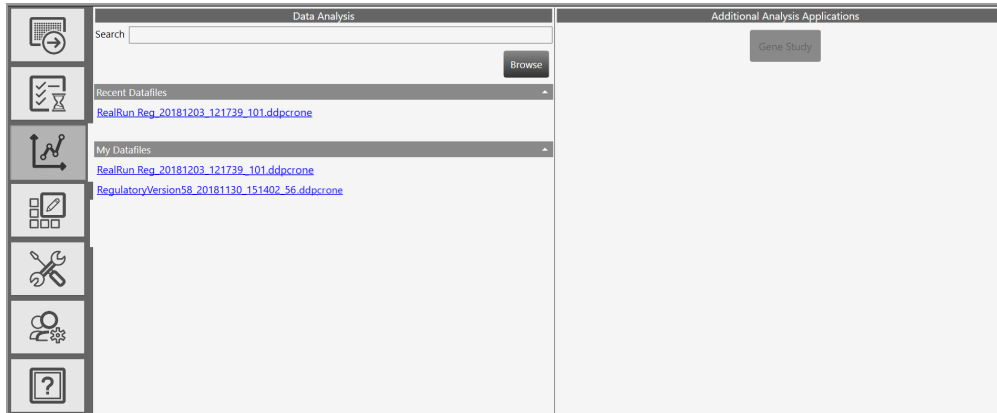 Data Analysis
Search
Browse
Recent Datafiles
RealRun Reg_20181203_121739_101.ddpcrone
My Datafiles
RealRun Reg_20181203_121739_101.ddpcrone
RegulatoryVersion58_20181130_151402_56.ddpcrone
Additional Analysis Applications
Gene Study
?